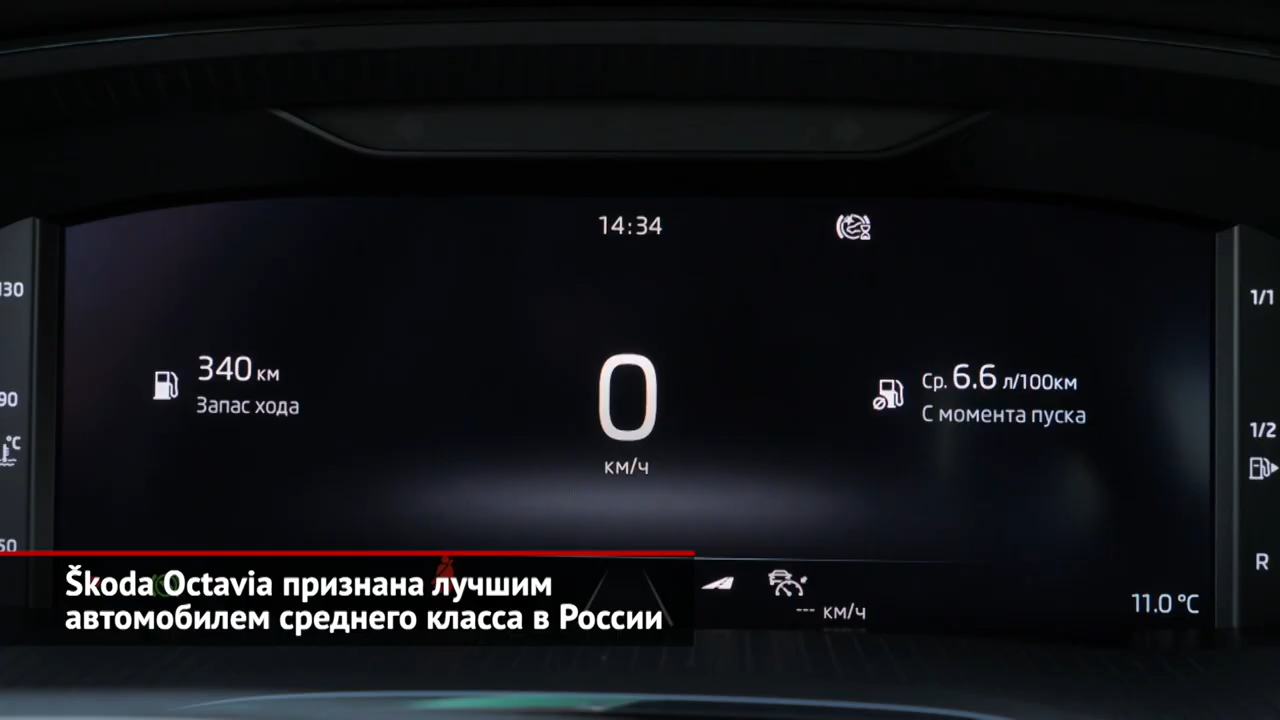 14:34
130
90
°C
50
340 км
Запас хода
0
км/ч
Ср. 6.6 л/100км
С момента пуска
1/1
1/2
R
--- км/ч
11.0 °C
Škoda Octavia признана лучшим
автомобилем среднего класса в России